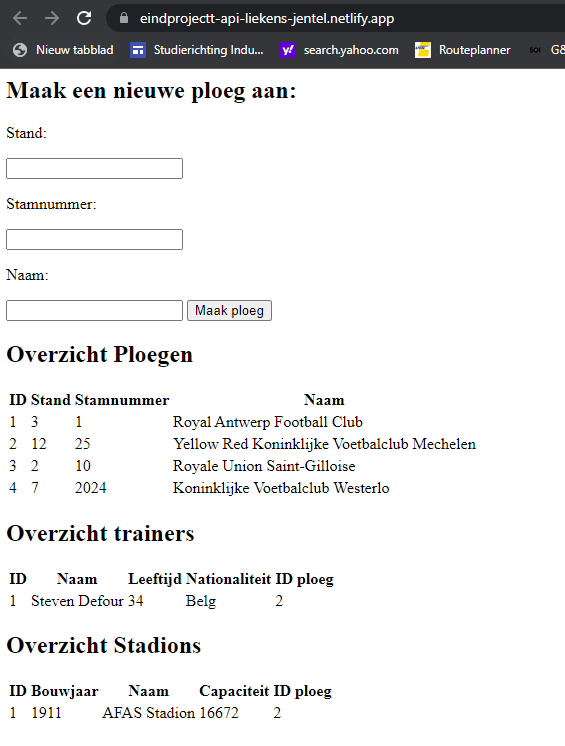 eindprojectt-api-liekens-jentel.netlify.app
Nieuw tabblad Studierichting Indu... search.yahoo.com Routeplanner SOI G&
Maak een nieuwe ploeg aan:
Stand:
Stamnummer:
Naam:
Maak ploeg
Overzicht Ploegen
ID Stand Stamnummer Naam
1 3 1 Royal Antwerp Football Club
2 12 25 Yellow Red Koninklijke Voetbalclub Mechelen
3 2 10 Royale Union Saint-Gilloise
4 7 2024 Koninklijke Voetbalclub Westerlo
Overzicht trainers
ID Naam Leeftijd Nationaliteit ID ploeg
1 Steven Defour 34 Belg 2
Overzicht Stadions
ID Bouwjaar Naam Capaciteit ID ploeg
1 1911 AFAS Stadion 16672 2